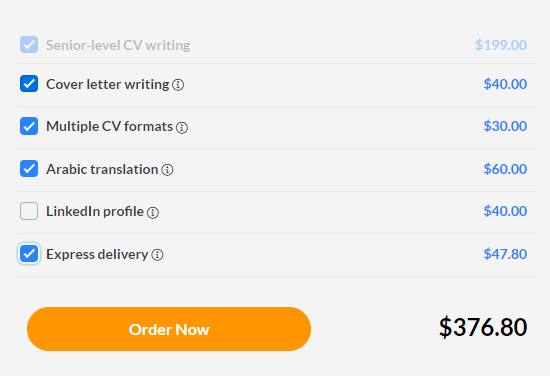 Senior-level CV writing $199.00
Cover letter writing $40.00
Multiple CV formats $30.00
Arabic translation $60.00
LinkedIn profile $40.00
Express delivery $47.80
Order Now $376.80